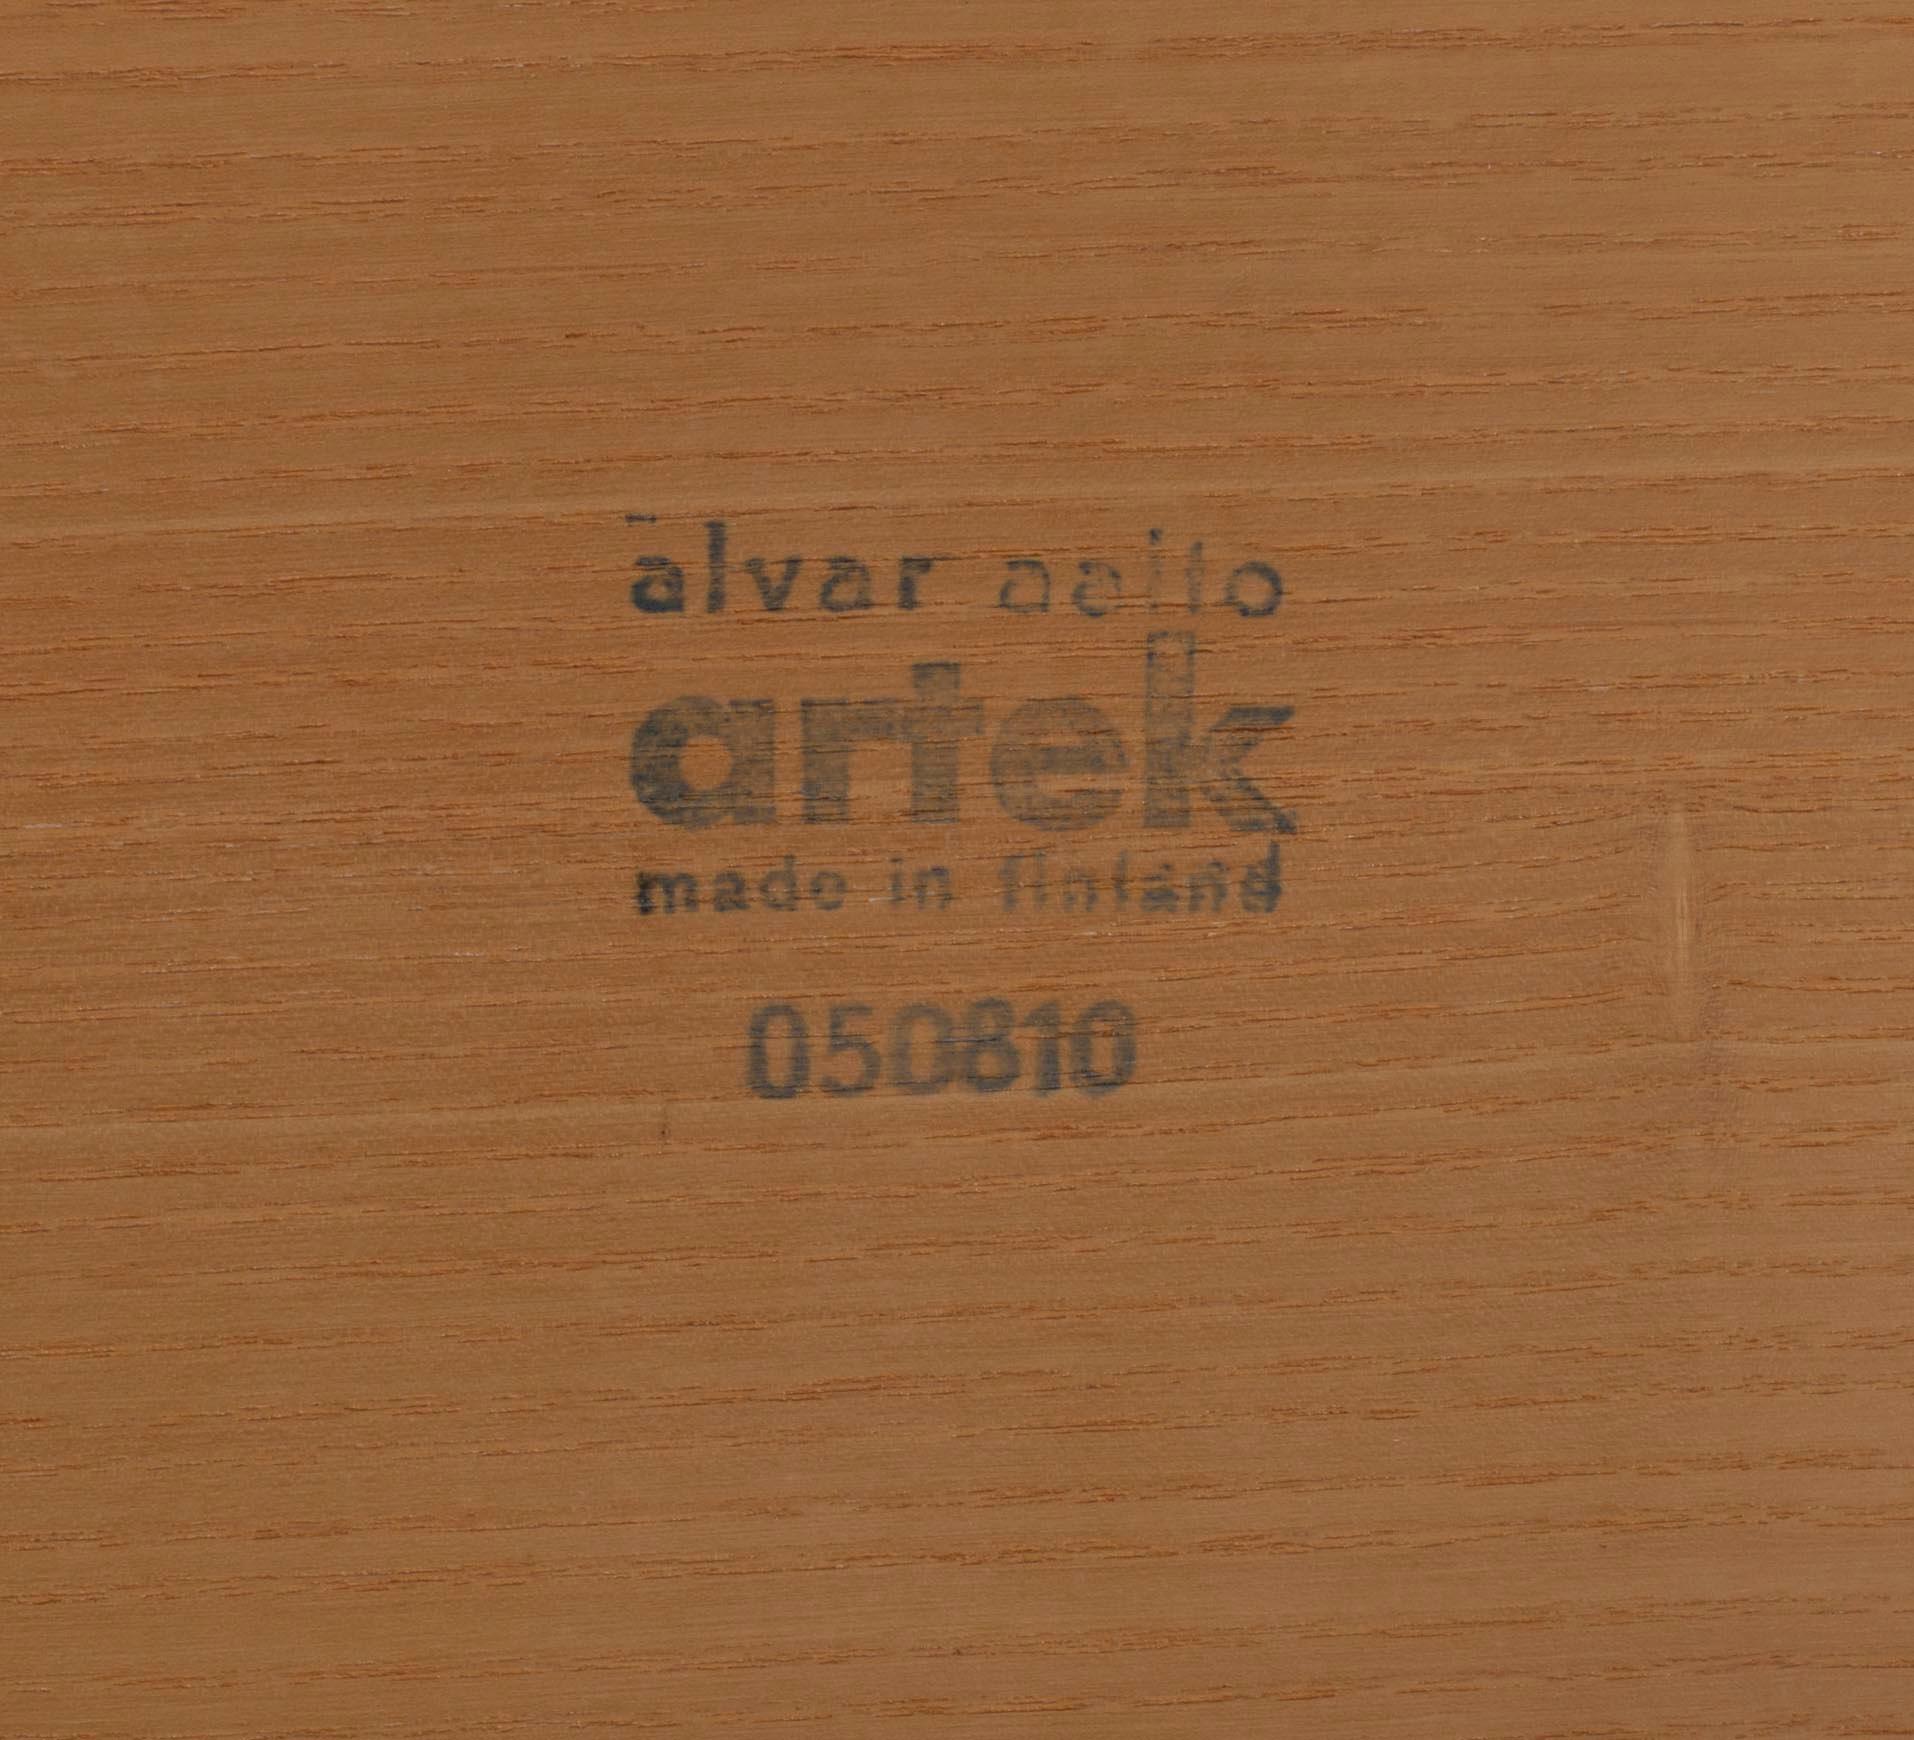 alvar aalto
artek
made in finland
050810